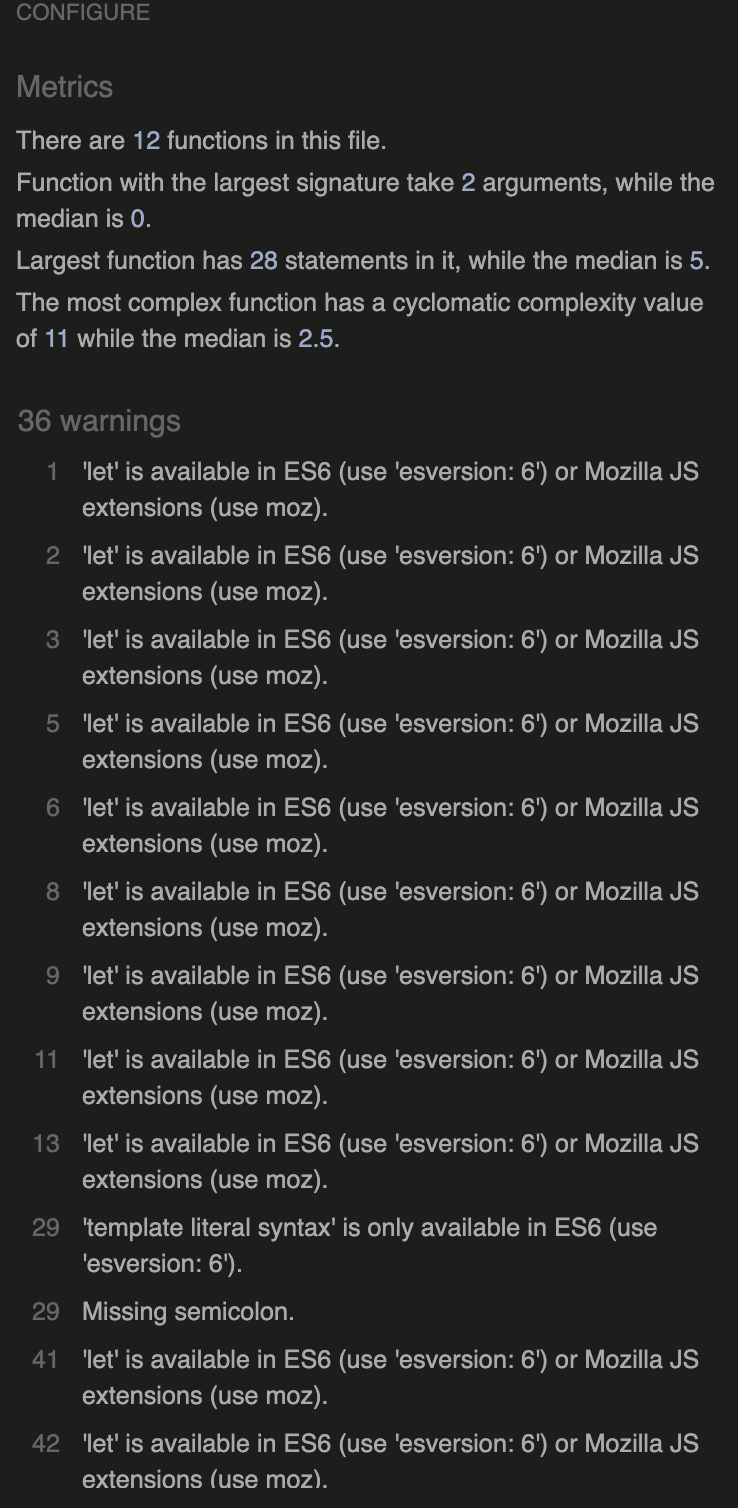 CONFIGURE
Metrics
There are 12 functions in this file.
Function with the largest signature take 2 arguments, while the
median is 0.
Largest function has 28 statements in it, while the median is 5.
The most complex function has a cyclomatic complexity value
of 11 while the median is 2.5.
36 warnings
1 'let' is available in ES6 (use 'esversion: 6') or Mozilla JS
extensions (use moz).
2 'let' is available in ES6 (use 'esversion: 6') or Mozilla JS
extensions (use moz).
3 'let' is available in ES6 (use 'esversion: 6') or Mozilla JS
extensions (use moz).
5 'let' is available in ES6 (use 'esversion: 6') or Mozilla JS
extensions (use moz).
6 'let' is available in ES6 (use 'esversion: 6') or Mozilla JS
extensions (use moz).
8 'let' is available in ES6 (use 'esversion: 6') or Mozilla JS
extensions (use moz).
9 'let' is available in ES6 (use 'esversion: 6') or Mozilla JS
extensions (use moz).
11 'let' is available in ES6 (use 'esversion: 6') or Mozilla JS
extensions (use moz).
13 'let' is available in ES6 (use 'esversion: 6') or Mozilla JS
extensions (use moz).
29 'template literal syntax' is only available in ES6 (use
'esversion: 6').
29 Missing semicolon.
41 'let' is available in ES6 (use 'esversion: 6') or Mozilla JS
extensions (use moz).
42 'let' is available in ES6 (use 'esversion: 6') or Mozilla JS
extensions (use moz).